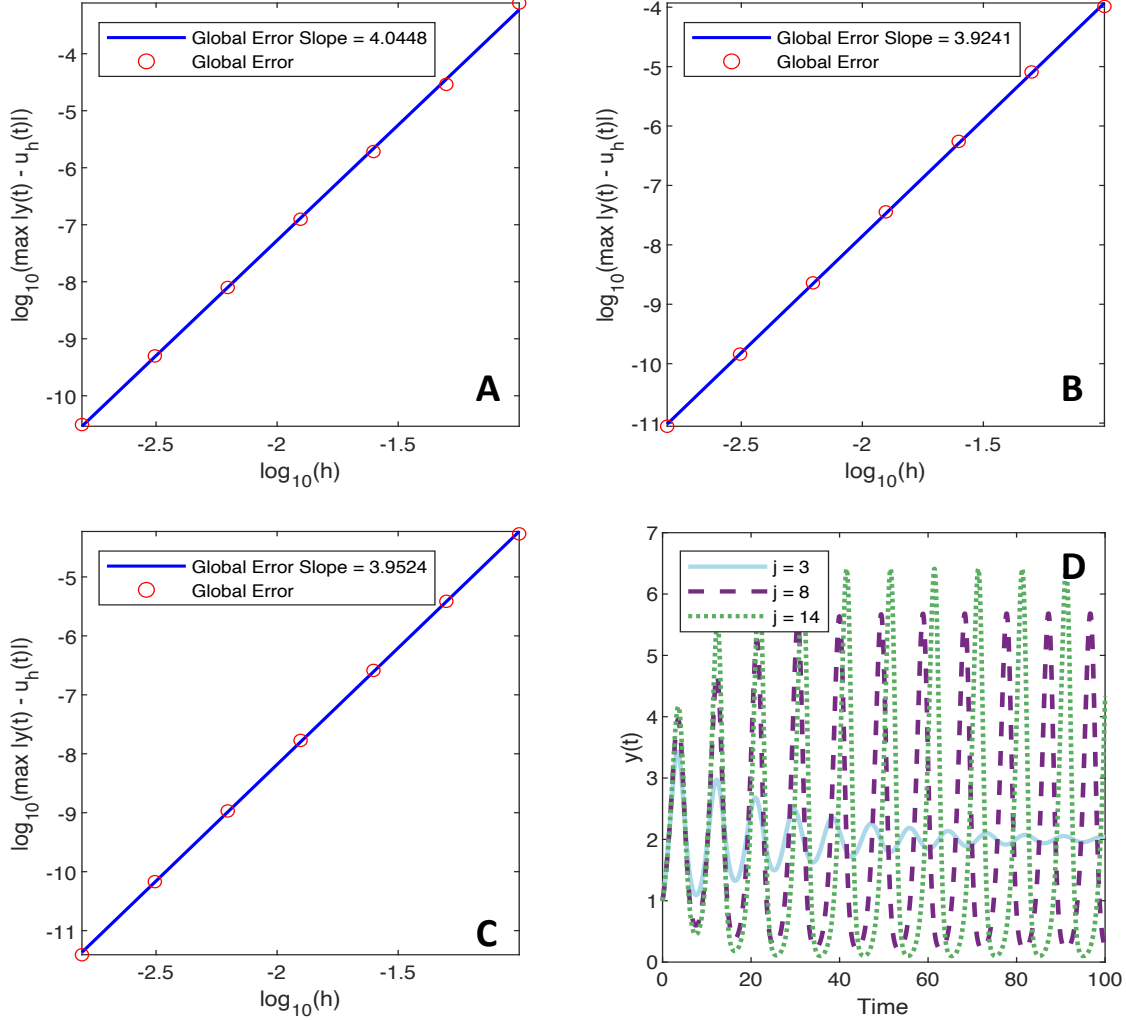 Global Error Slope = 4.0448
Global Error
-4
-5
-6
-7
-8
-9
-10
log10(max |y(t) - uh(t)|)
-2.5
-2
-1.5
log10(h)
A
Global Error Slope = 3.9241
Global Error
-4
-5
-6
-7
-8
-9
-10
-11
log10(max |y(t) - uh(t)|)
-2.5
-2
-1.5
log10(h)
B
Global Error Slope = 3.9524
Global Error
-5
-6
-7
-8
-9
-10
-11
log10(max |y(t) - uh(t)|)
-2.5
-2
-1.5
log10(h)
C
j = 3
j = 8
j = 14
7
6
5
4
3
2
1
0
y(t)
0
20
40
60
80
100
Time
D